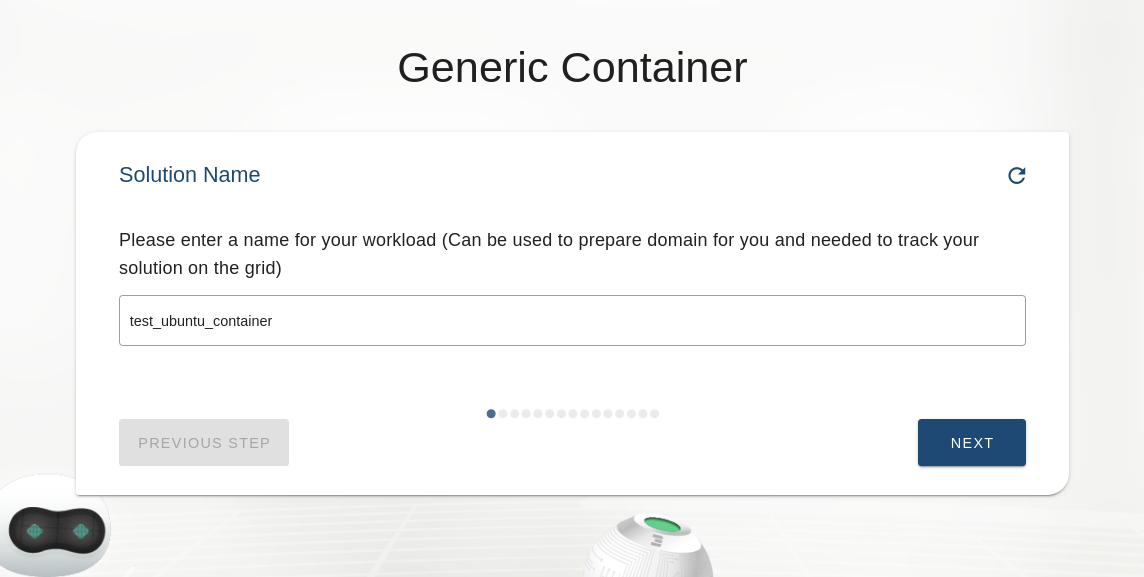 Generic Container
Solution Name
Please enter a name for your workload (Can be used to prepare domain for you and needed to track your
solution on the grid)
test_ubuntu_container
PREVIOUS STEP
NEXT